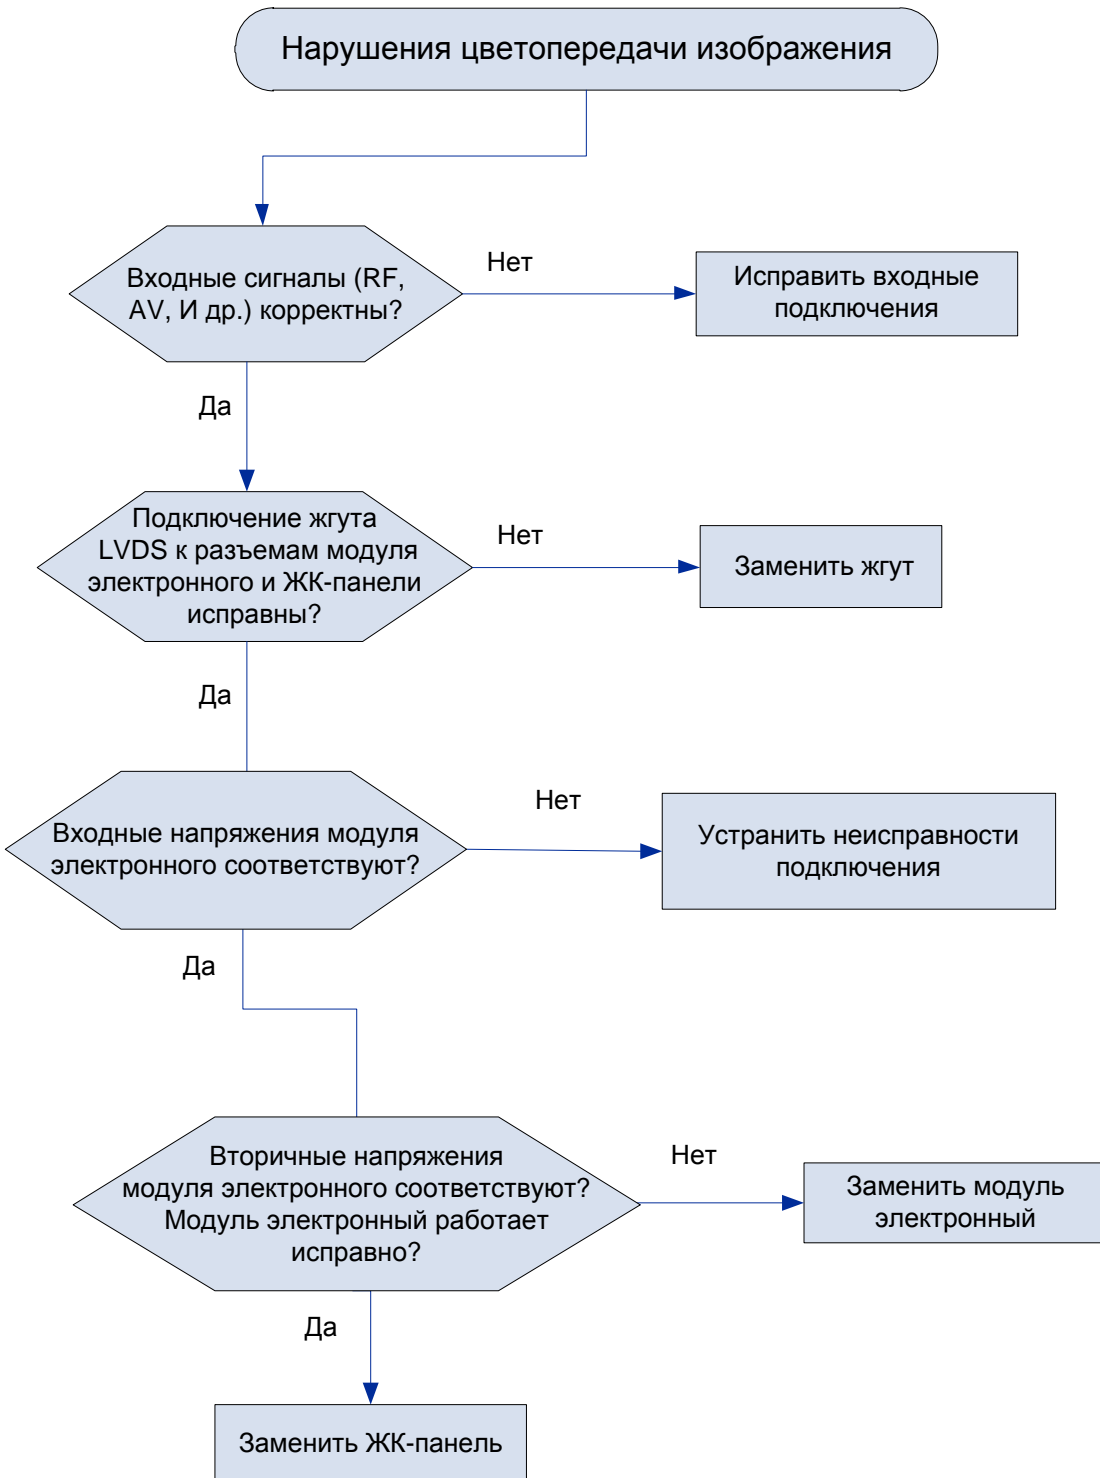 Нарушения цветопередачи изображения
Входные сигналы (RF,
AV, И др.) корректны?
Нет
Исправить входные
подключения
Да
Подключение жгута
LVDS к разъемам модуля
электронного и ЖК-панели
исправны?
Нет
Заменить жгут
Да
Входные напряжения модуля
электронного соответствуют?
Нет
Устранить неисправности
подключения
Да
Вторичные напряжения
модуля электронного соответствуют?
Модуль электронный работает
исправно?
Нет
Заменить модуль
электронный
Да
Заменить ЖК-панель